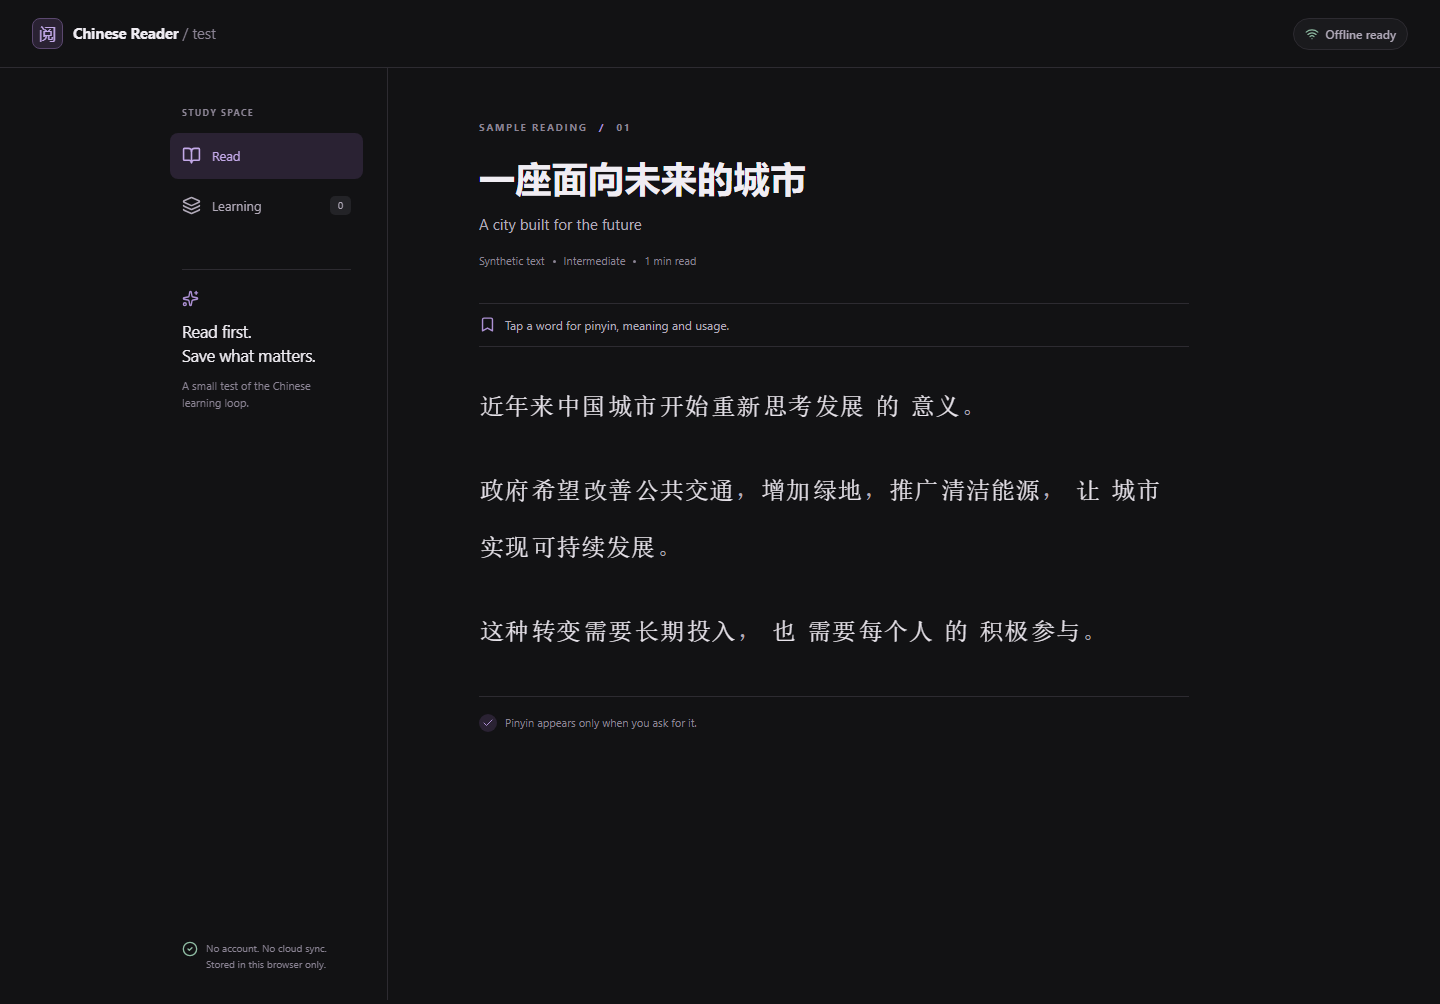 阅 Chinese Reader / test
Offline ready
STUDY SPACE
Read
Learning 0
Read first.
Save what matters.
A small test of the Chinese
learning loop.
No account. No cloud sync.
Stored in this browser only.
SAMPLE READING / 01
一座面向未来的城市
A city built for the future
Synthetic text • Intermediate • 1 min read
Tap a word for pinyin, meaning and usage.
近年来中国城市开始重新思考发展 的 意义。
政府希望改善公共交通，增加绿地，推广清洁能源， 让 城市
实现可持续发展。
这种转变需要长期投入， 也 需要每个人 的 积极参与。
Pinyin appears only when you ask for it.